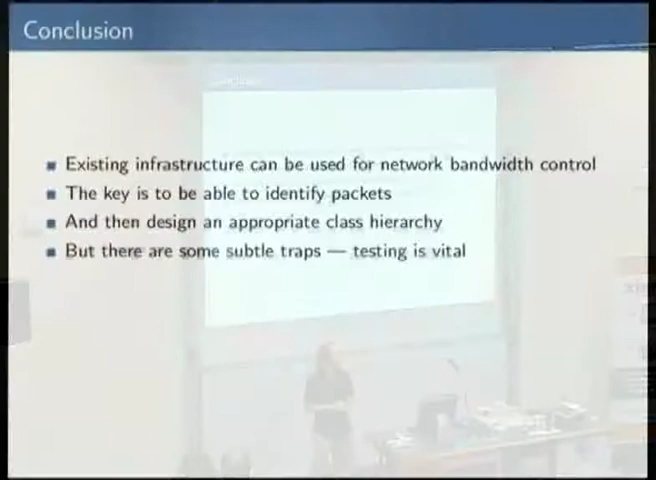 Conclusion
Existing infrastructure can be used for network bandwidth control
The key is to be able to identify packets
And then design an appropriate class hierarchy
But there are some subtle traps — testing is vital